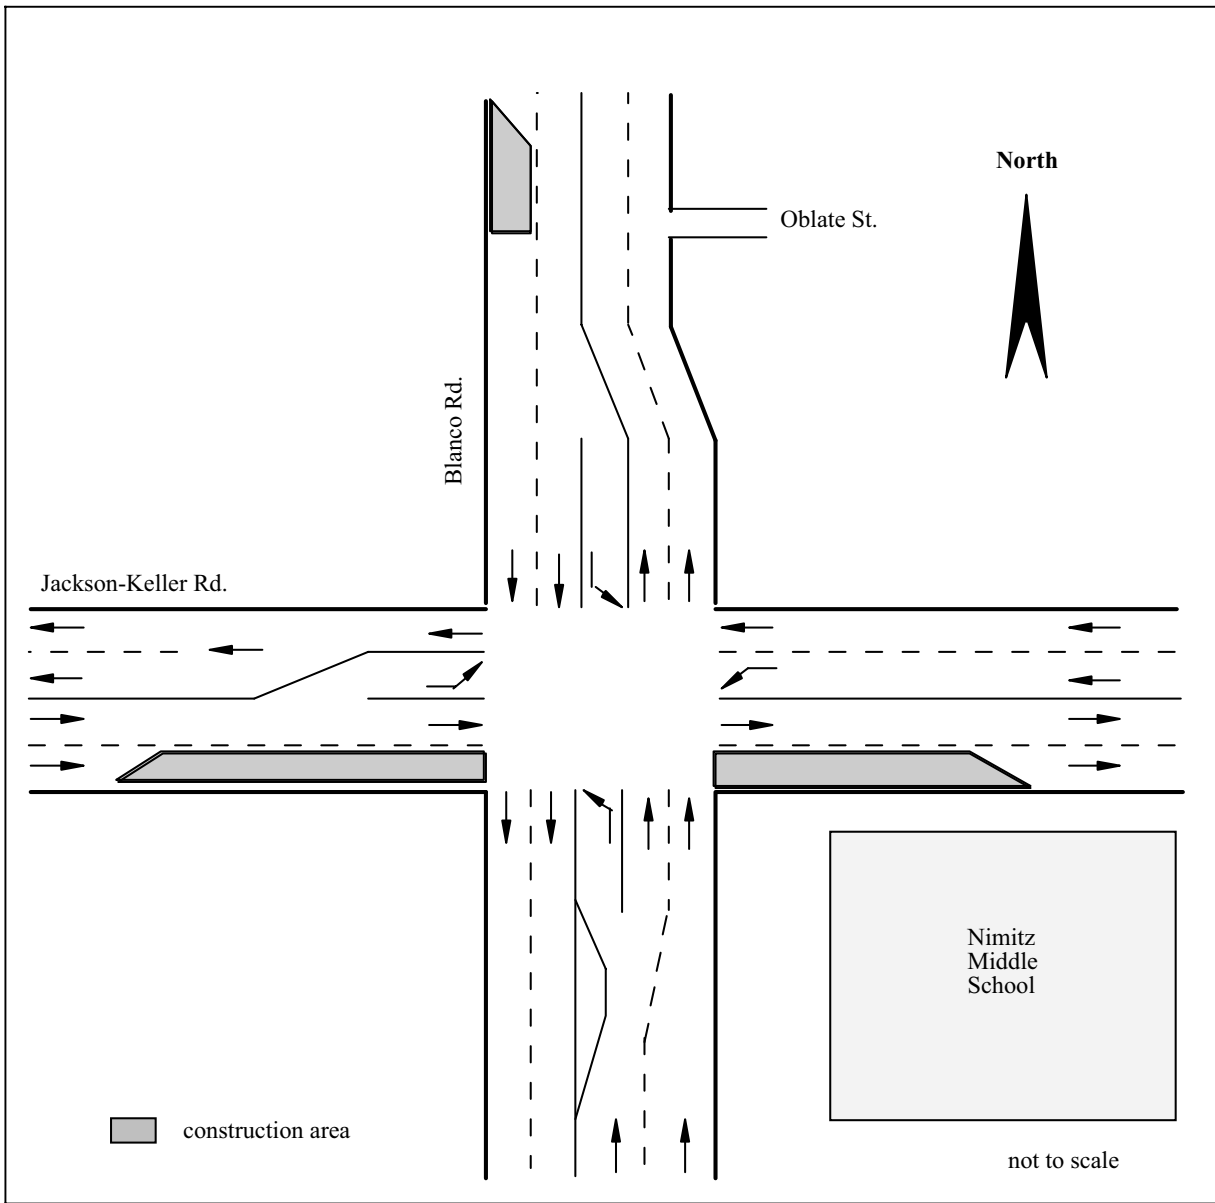 North
Oblate St.
Blanco Rd.
Jackson-Keller Rd.
Nimitz
Middle
School
construction area
not to scale